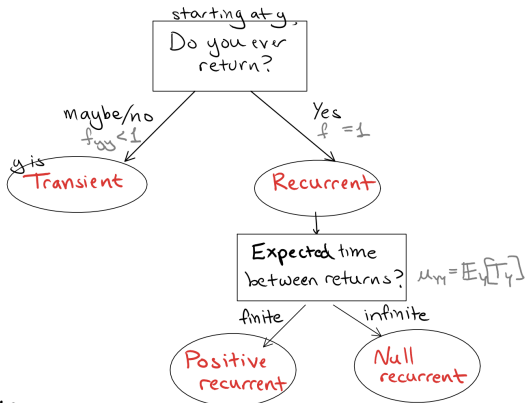 starting at y,
Do you ever
return?
maybe/no
f_yy < 1
Yes
f = 1
y is
Transient
Recurrent
Expected time
between returns?
μ_yy = 𝔼_y[T_y]
finite
infinite
Positive
recurrent
Null
recurrent